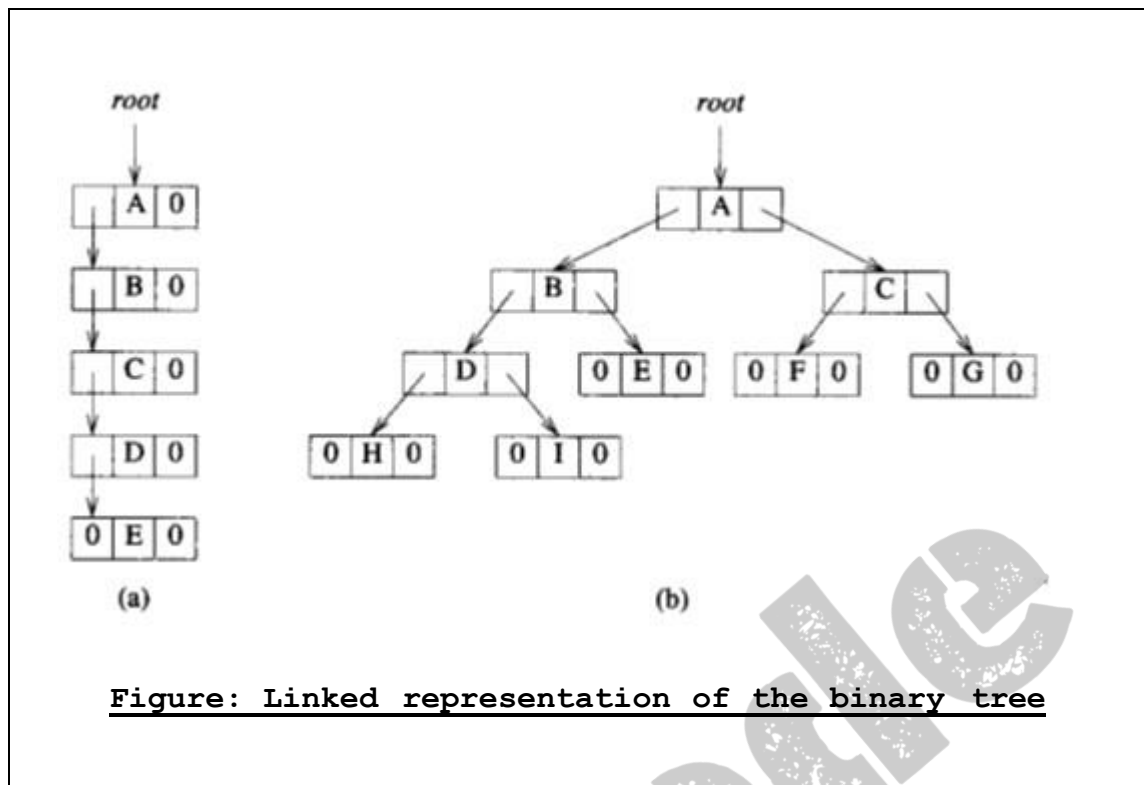 root
A 0
B 0
C 0
D 0
0 E 0
(a)
root
A
B
C
D
0 E 0
0 F 0
0 G 0
0 H 0
0 I 0
(b)
Figure: Linked representation of the binary tree